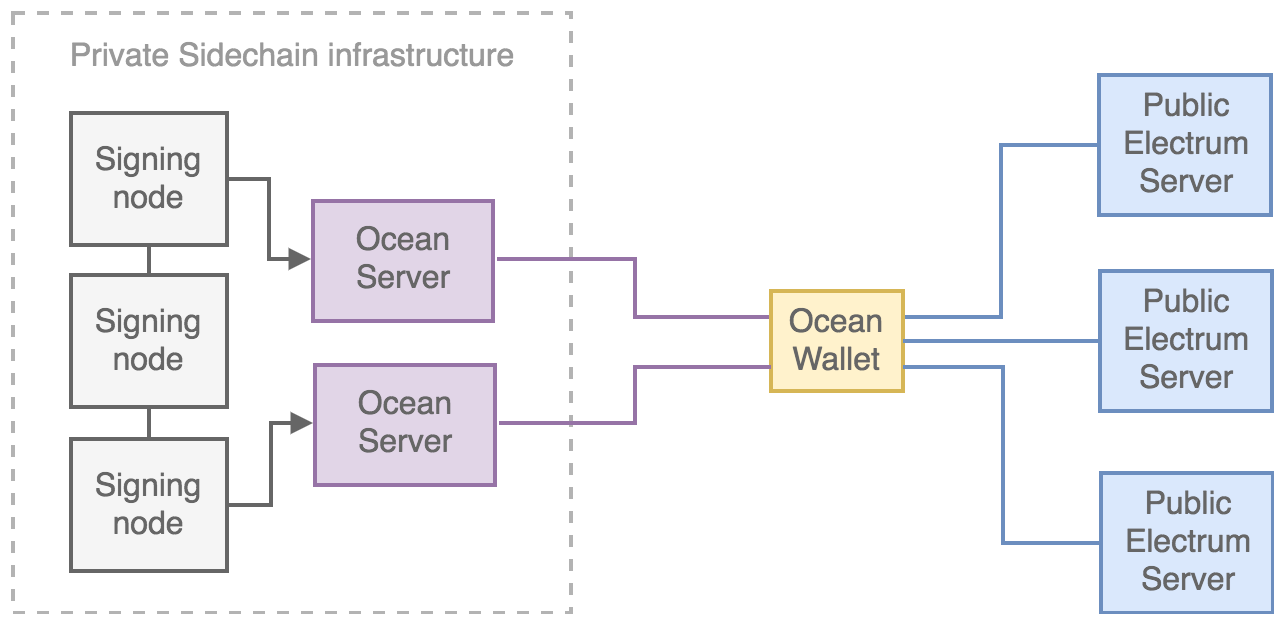 Private Sidechain infrastructure
Signing
node
Signing
node
Signing
node
Ocean
Server
Ocean
Server
Ocean
Wallet
Public
Electrum
Server
Public
Electrum
Server
Public
Electrum
Server